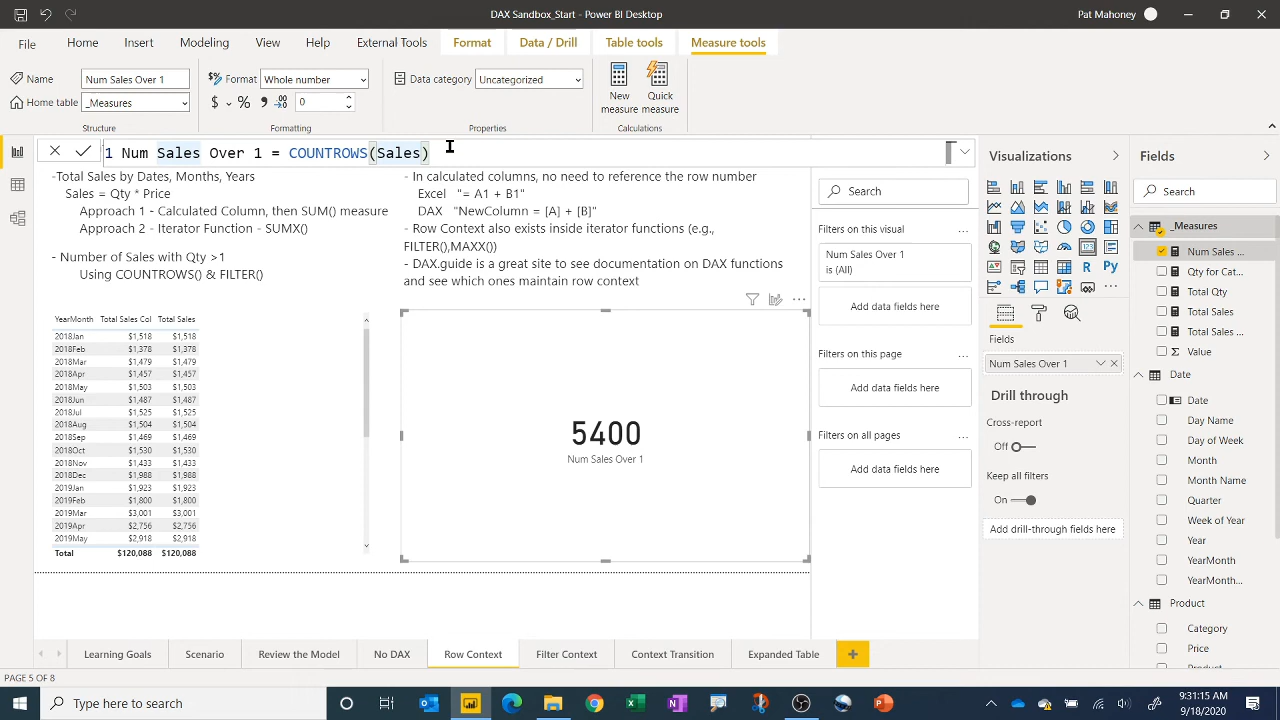 DAX Sandbox_Start - Power BI Desktop
Pat Mahoney
File
Home
Insert
Modeling
View
Help
External Tools
Format
Data / Drill
Table tools
Measure tools
Name
Num Sales Over 1
Home table
_Measures
Structure
Format
Whole number
$
%
0
Formatting
Data category
Uncategorized
Properties
New
measure
Quick
measure
Calculations
1 Num Sales Over 1 = COUNTROWS(Sales)
-Total Sales by Dates, Months, Years
Sales = Qty * Price
Approach 1 - Calculated Column, then SUM() measure
Approach 2 - Iterator Function - SUMX()
- Number of Sales with Qty >1
Using COUNTROWS() & FILTER()
- In calculated columns, no need to reference the row number
Excel "= A1 + B1"
DAX "NewColumn = [A] + [B]"
- Row Context also exists inside iterator functions (e.g.,
FILTER(),MAXX())
- DAX.guide is a great site to see documentation on DAX functions
and see which ones maintain row context
YearMonth Total Sales Col Total Sales
2018Jan $1,518 $1,518
2018Feb $1,378 $1,378
2018Mar $1,479 $1,479
2018Apr $1,457 $1,457
2018May $1,503 $1,503
2018Jun $1,487 $1,487
2018Jul $1,525 $1,525
2018Aug $1,504 $1,504
2018Sep $1,469 $1,469
2018Oct $1,530 $1,530
2018Nov $1,433 $1,433
2018Dec $1,988 $1,988
2019Jan $1,923 $1,923
2019Feb $1,800 $1,800
2019Mar $3,001 $3,001
2019Apr $2,756 $2,756
2019May $2,918 $2,918
Total $120,088 $120,088
5400
Num Sales Over 1
Search
Filters on this visual
Num Sales Over 1
is (All)
Add data fields here
Filters on this page
Add data fields here
Filters on all pages
Add data fields here
Visualizations
R
Py
Fields
Num Sales Over 1
Drill through
Cross-report
Off
Keep all filters
On
Add drill-through fields here
Fields
Search
_Measures
Num Sales ...
Qty for Cat...
Total Qty
Total Sales
Total Sales ...
Value
Date
Date
Day Name
Day of Week
Month
Month Name
Quarter
Week of Year
Year
YearMonth
YearMonth...
Product
Category
Price
Product
Learning Goals
Scenario
Review the Model
No DAX
Row Context
Filter Context
Context Transition
Expanded Table
PAGE 5 OF 8
Type here to search
9:31:15 AM
9/18/2020